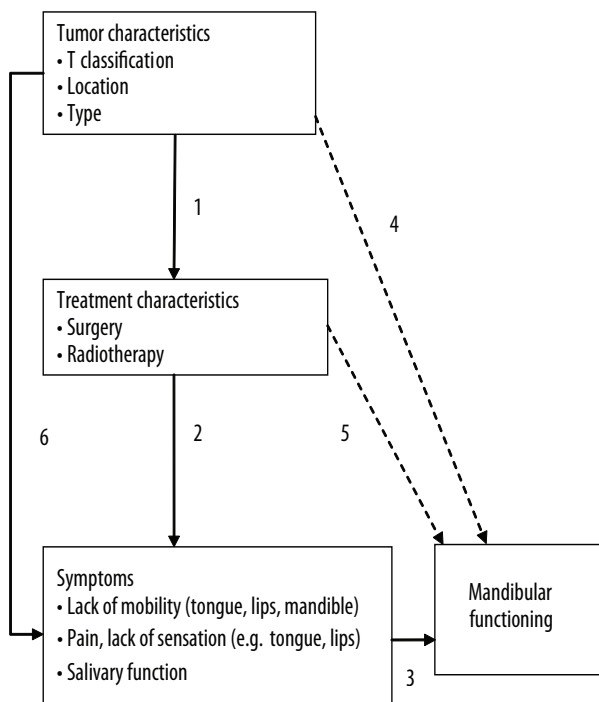 Tumor characteristics
• T classification
• Location
• Type
1
4
Treatment characteristics
• Surgery
• Radiotherapy
6
2
5
Symptoms
• Lack of mobility (tongue, lips, mandible)
• Pain, lack of sensation (e.g. tongue, lips)
• Salivary function
3
Mandibular
functioning